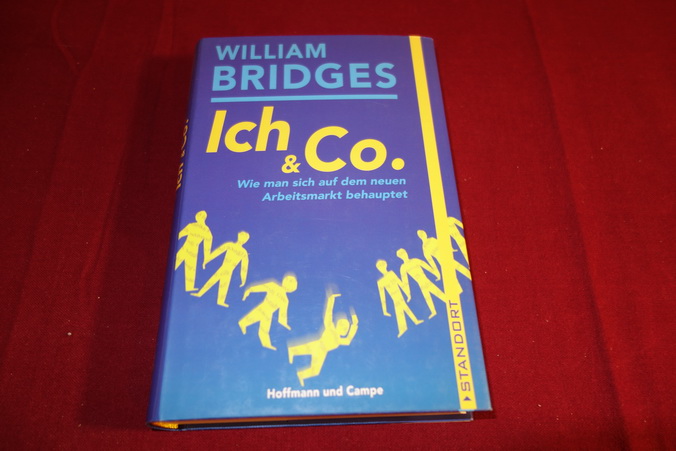 WILLIAM
BRIDGES
Ich
& Co.
Wie man sich auf dem neuen
Arbeitsmarkt behauptet
STANDORT
Hoffmann und Campe